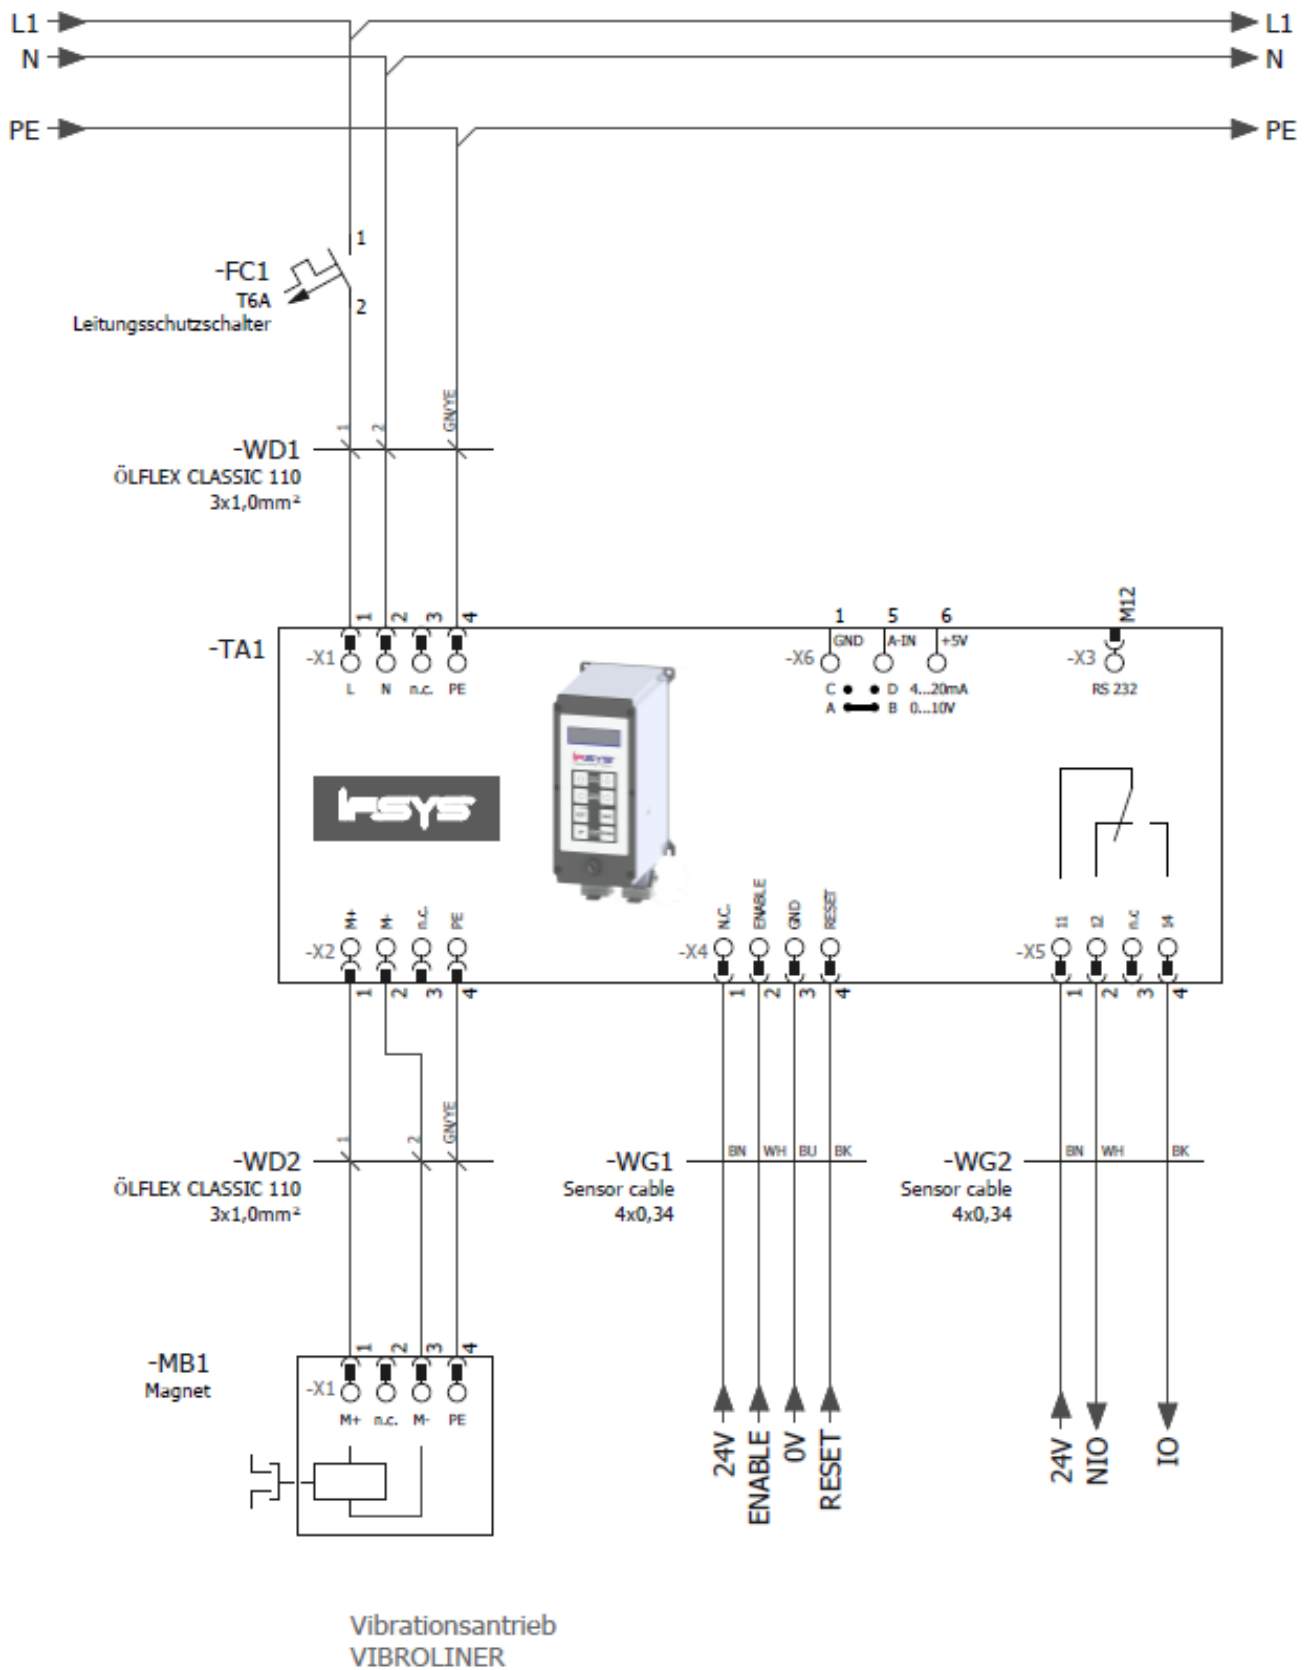 L1 L1
N N
PE PE
1
-FC1
T6A
2
Leitungsschutzschalter
1 2 GN/YE
-WD1
ÖLFLEX CLASSIC 110
3x1,0mm²
M12
1 2 3 4 1 5 6
-TA1
GND A-IN +5V
-X1 -X6 -X3
L N n.c. PE
C D 4...20mA RS 232
A B 0...10V
ifsys
M+ M- n.c. PE N.C. ENABLE GND RESET 11 12 n.c 14
-X2 -X4 -X5
1 2 3 4 1 2 3 4 1 2 3 4
1 2 GN/YE
BN WH BU BK BN WH BK
-WD2 -WG1 -WG2
ÖLFLEX CLASSIC 110 Sensor cable Sensor cable
3x1,0mm² 4x0,34 4x0,34
1 2 3 4
-MB1
Magnet
-X1
M+ n.c. M- PE
24V ENABLE 0V RESET 24V NIO IO
Vibrationsantrieb
VIBROLINER